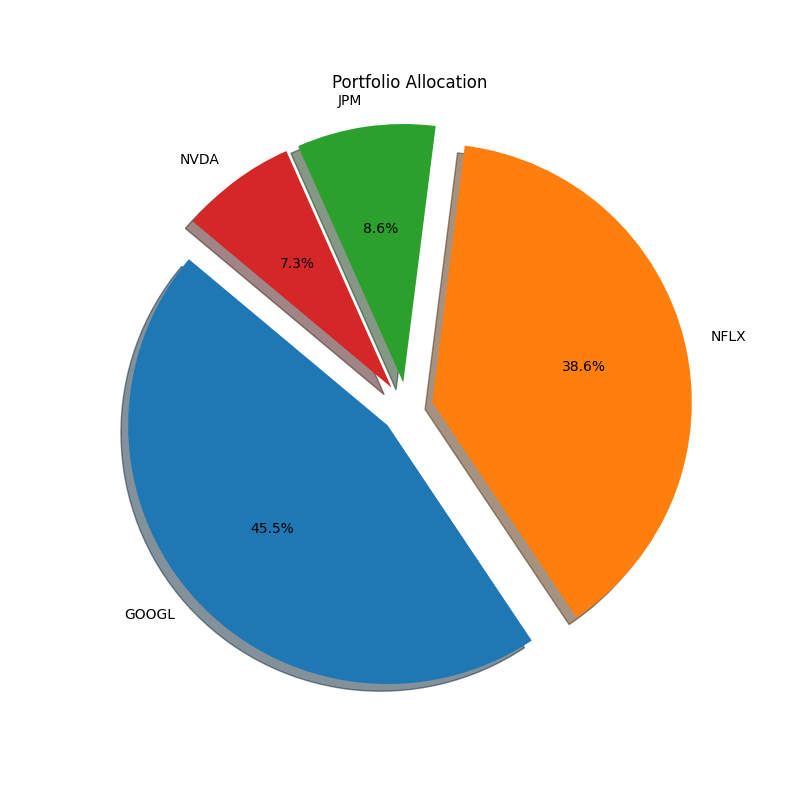 Portfolio Allocation
JPM
NVDA
8.6%
7.3%
NFLX
38.6%
45.5%
GOOGL